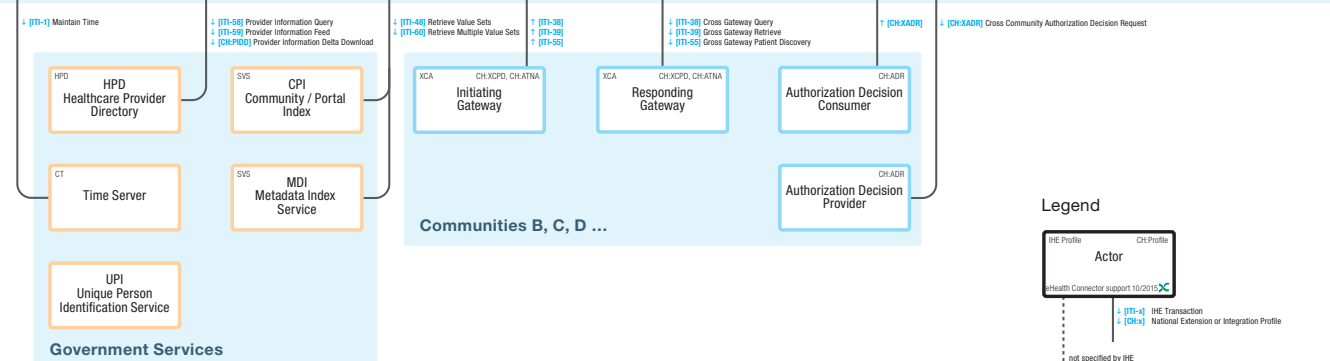 ↓ [ITI-1] Maintain Time
↓ [ITI-58] Provider Information Query
↓ [ITI-59] Provider Information Feed
↓ [CH:PIDD] Provider Information Delta Download
↓ [ITI-48] Retrieve Value Sets
↓ [ITI-60] Retrieve Multiple Value Sets
↑ [ITI-38]
↑ [ITI-39]
↑ [ITI-55]
↓ [ITI-38] Cross Gateway Query
↓ [ITI-39] Gross Gateway Retrieve
↓ [ITI-55] Gross Gateway Patient Discovery
↑ [CH:XADR]
↓ [CH:XADR] Cross Community Authorization Decision Request
HPD
HPD
Healthcare Provider
Directory
SVS
CPI
Community / Portal
Index
XCA CH:XCPD, CH:ATNA
Initiating
Gateway
XCA CH:XCPD, CH:ATNA
Responding
Gateway
CH:ADR
Authorization Decision
Consumer
CT
Time Server
SVS
MDI
Metadata Index
Service
CH:ADR
Authorization Decision
Provider
Communities B, C, D ...
UPI
Unique Person
Identification Service
Government Services
Legend
IHE Profile CH:Profile
Actor
eHealth Connector support 10/2015
↓ [ITI-x] IHE Transaction
↓ [CH:x] National Extension or Integration Profile
not specified by IHE